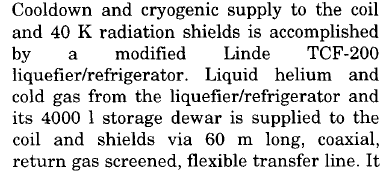 Cooldown and cryogenic supply to the coil
and 40 K radiation shields is accomplished
by a modified Linde TCF-200
liquefier/refrigerator. Liquid helium and
cold gas from the liquefier/refrigerator and
its 4000 l storage dewar is supplied to the
coil and shields via 60 m long, coaxial,
return gas screened, flexible transfer line. It